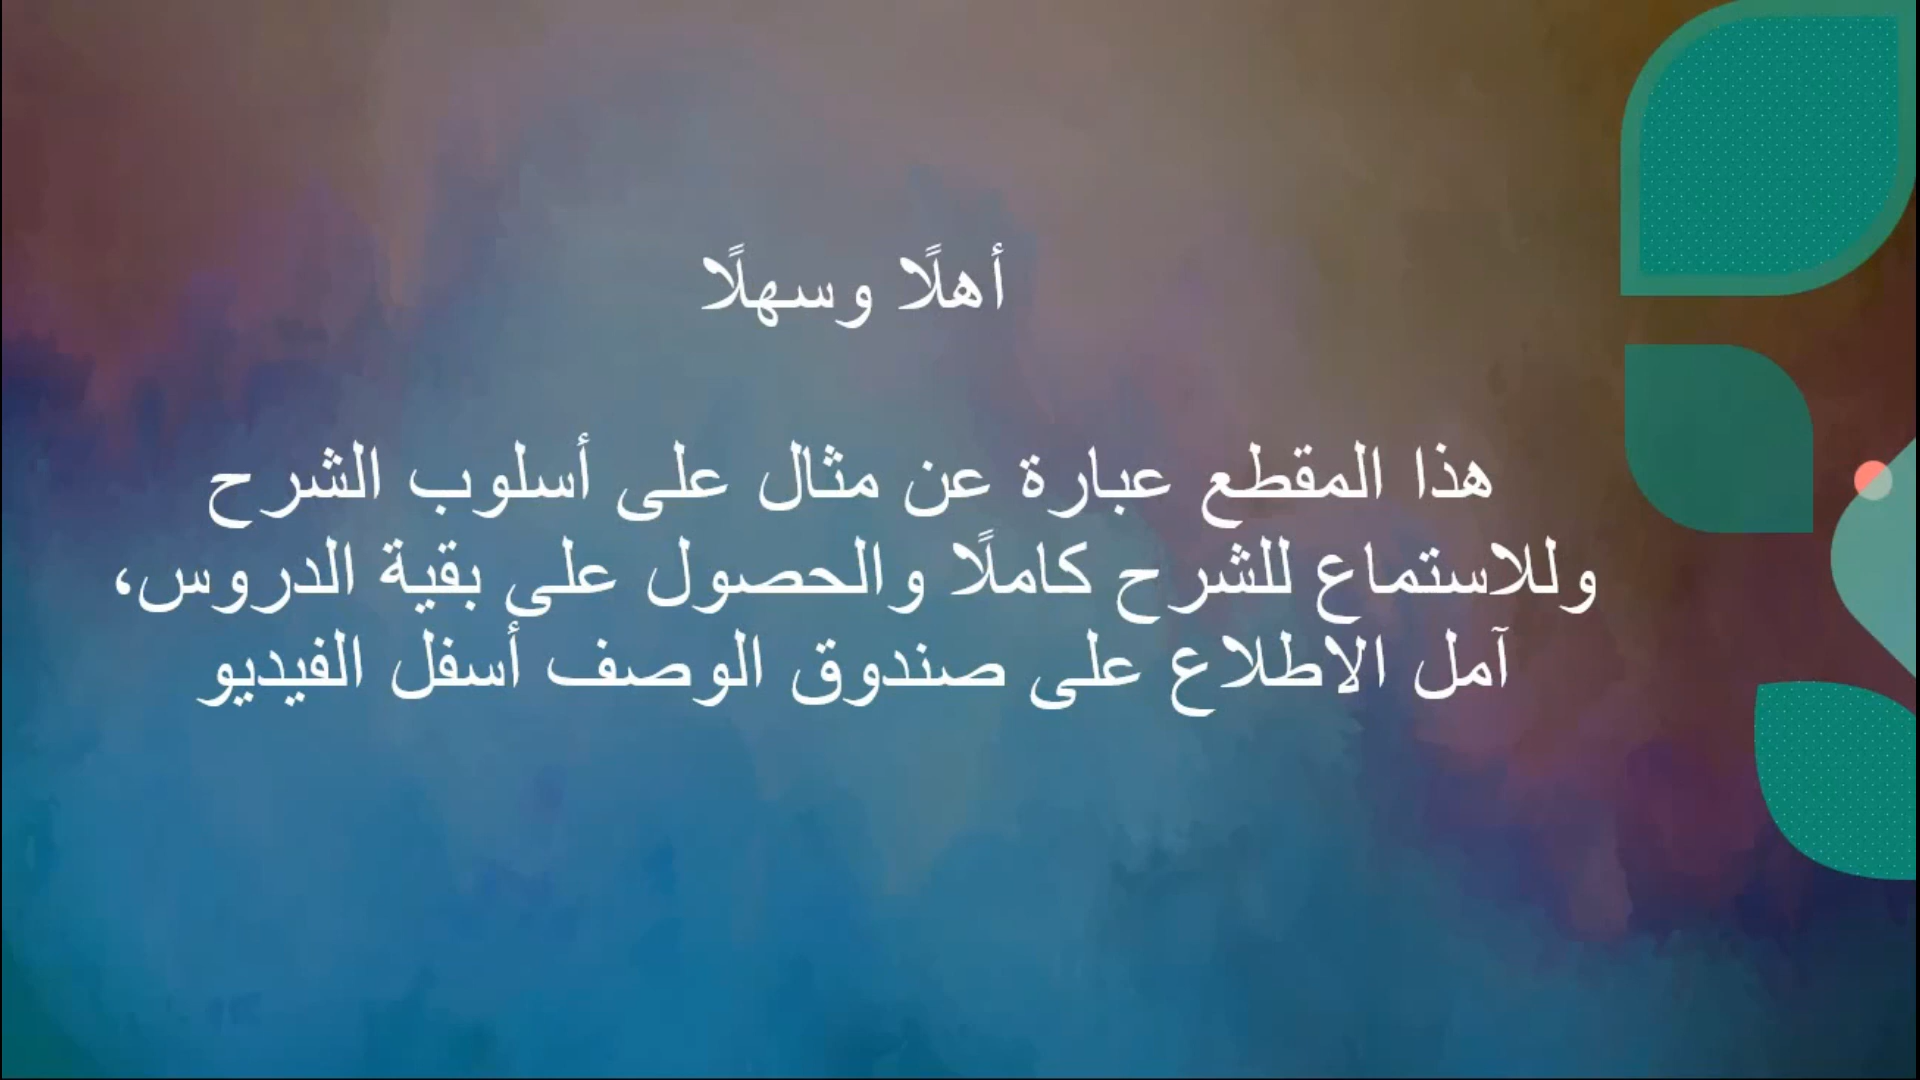 أهلًا وسهلًا
هذا المقطع عبارة عن مثال على أسلوب الشرح
وللاستماع للشرح كاملًا والحصول على بقية الدروس،
آمل الاطلاع على صندوق الوصف أسفل الفيديو